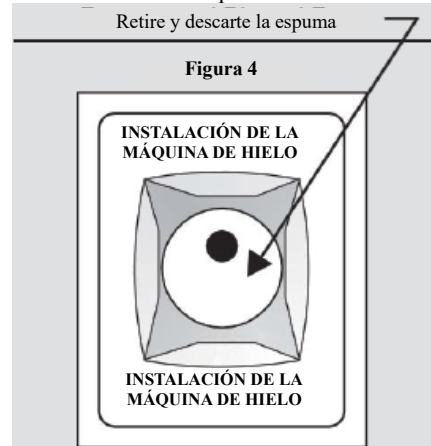 Retire y descarte la espuma
Figura 4
INSTALACIÓN DE LA
MÁQUINA DE HIELO
INSTALACIÓN DE LA
MÁQUINA DE HIELO